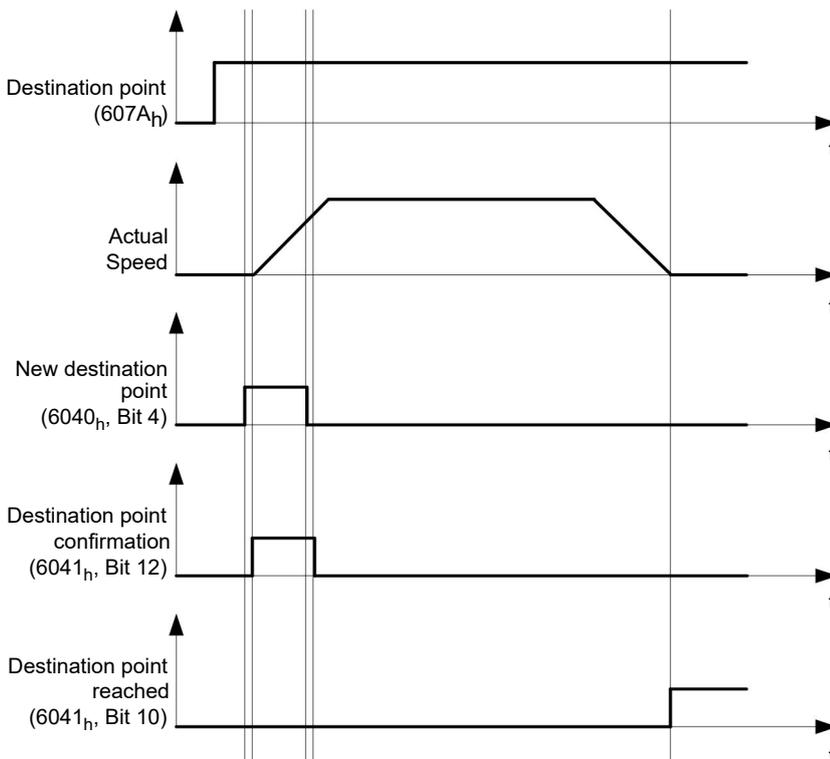 Destination point
(607Ah)
Actual
Speed
New destination
point
(6040h, Bit 4)
Destination point
confirmation
(6041h, Bit 12)
Destination point
reached
(6041h, Bit 10)